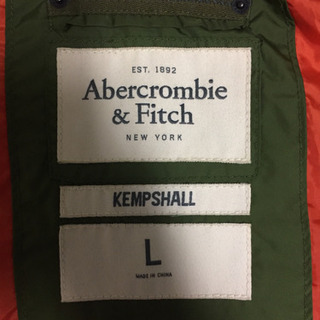 EST. 1892
Abercrombie
& Fitch
NEW YORK
KEMPSHALL
L
MADE IN CHINA